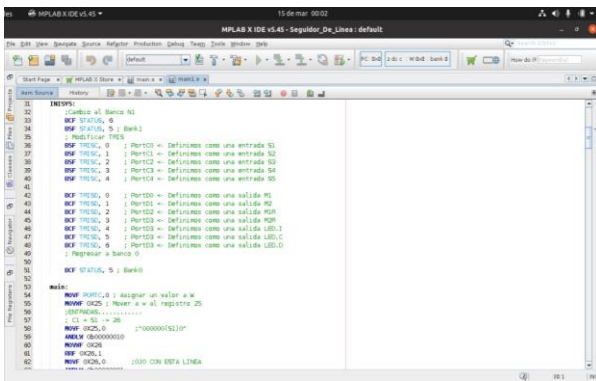 MPLAB X IDE v5.45
15 de mar 00:02
MPLAB X IDE v5.45 - Seguidor_De_Linea : default
File Edit View Navigate Source Refactor Production Debug Team Tools Window Help
default
How do I?
Start Page MPLAB X Store main.s main1.s
Asm Source History
Projects
Files
Classes
Navigator
31 INISYS:
32 ;Cambio al Banco N1
33 BCF STATUS, 6
34 BSF STATUS, 5 ; Bank1
35 ; Modificar TRIS
36 BSF TRISC, 0 ; PortC0 <- Definimos como una entrada S1
37 BSF TRISC, 1 ; PortC1 <- Definimos como una entrada S2
38 BSF TRISC, 2 ; PortC2 <- Definimos como una entrada S3
39 BSF TRISC, 3 ; PortC3 <- Definimos como una entrada S4
40 BSF TRISC, 4 ; PortC4 <- Definimos como una entrada S5
41
42 BCF TRISD, 0 ; PortD0 <- Definimos como una salida M1
43 BCF TRISD, 1 ; PortD1 <- Definimos como una salida M2
44 BCF TRISD, 2 ; PortD2 <- Definimos como una salida M1R
45 BCF TRISD, 3 ; PortD3 <- Definimos como una salida M2R
46 BCF TRISD, 4 ; PortD3 <- Definimos como una salida LED.I
47 BCF TRISD, 5 ; PortD3 <- Definimos como una salida LED.C
48 BCF TRISD, 6 ; PortD3 <- Definimos como una salida LED.D
49 ; Regresar a banco 0
50
51 BCF STATUS, 5 ; Bank0
52
53 main:
54 MOVF PORTC,0 ; asignar un valor a W
55 MOVWF 0X25 ; Mover a w al registro 25
56 ;ENTRADAS............
57 ; C1 = S1 -> 26
58 MOVF 0X25,0 ;"000000(S1)0"
59 ANDLW 0b00000010
60 MOVWF 0X26
61 RRF 0X26,1
62 MOVF 0X26,0 ;